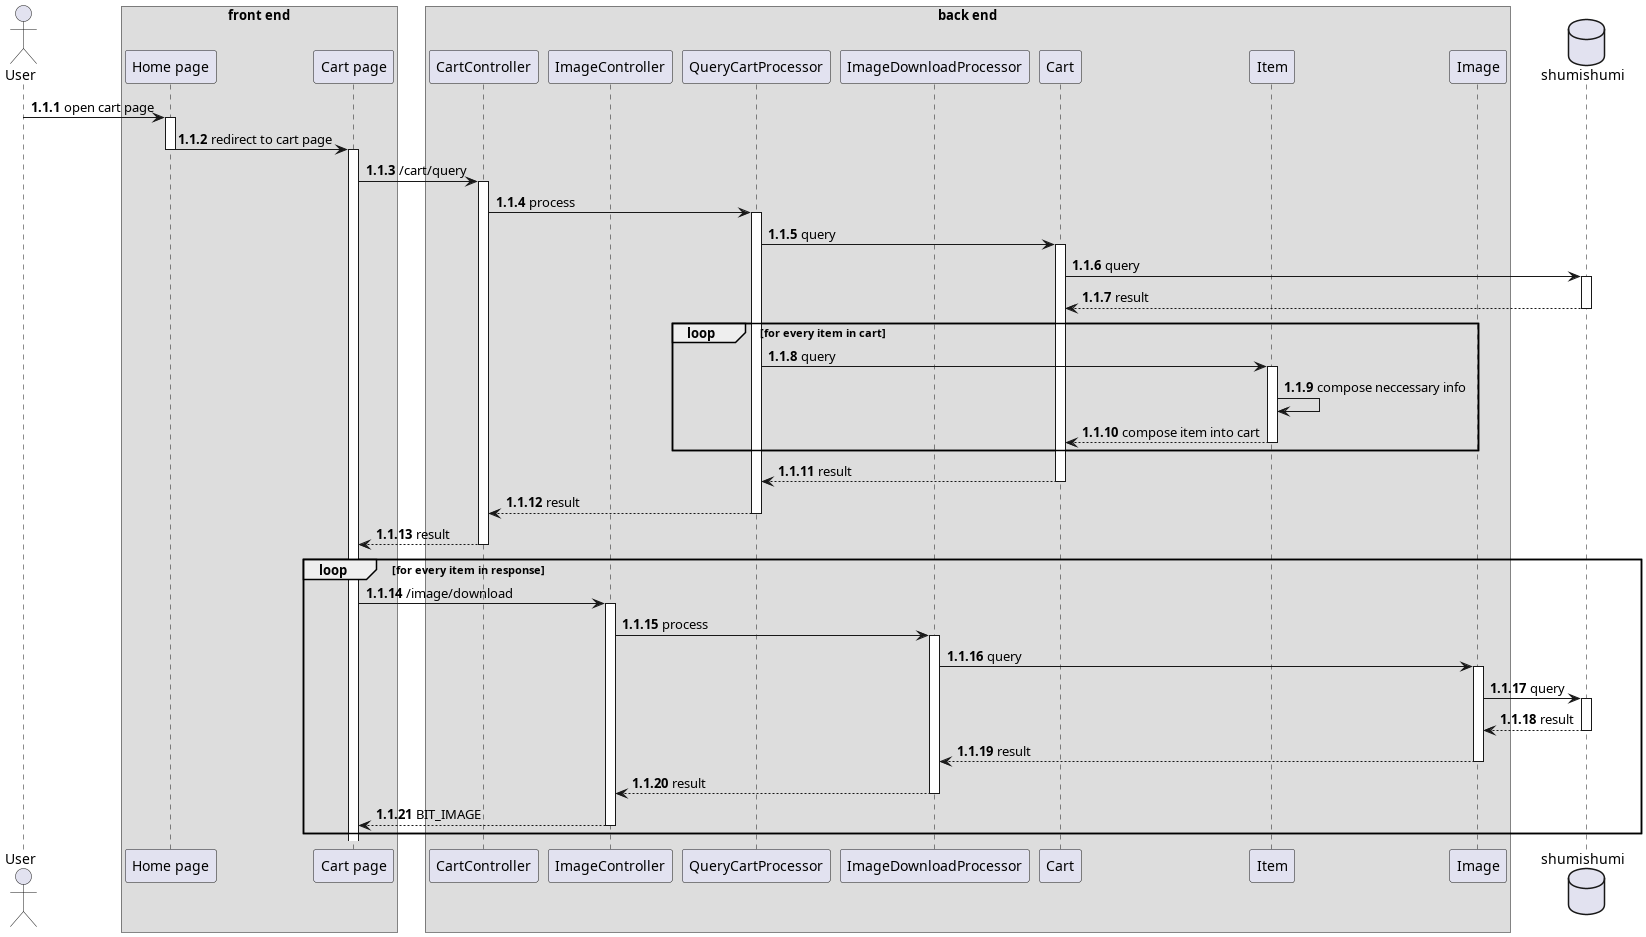 front end
back end
User
Home page
Cart page
CartController
ImageController
QueryCartProcessor
ImageDownloadProcessor
Cart
Item
Image
shumishumi
1.1.1 open cart page
1.1.2 redirect to cart page
1.1.3 /cart/query
1.1.4 process
1.1.5 query
1.1.6 query
1.1.7 result
loop [for every item in cart]
1.1.8 query
1.1.9 compose neccessary info
1.1.10 compose item into cart
1.1.11 result
1.1.12 result
1.1.13 result
loop [for every item in response]
1.1.14 /image/download
1.1.15 process
1.1.16 query
1.1.17 query
1.1.18 result
1.1.19 result
1.1.20 result
1.1.21 BIT_IMAGE
User
Home page
Cart page
CartController
ImageController
QueryCartProcessor
ImageDownloadProcessor
Cart
Item
Image
shumishumi